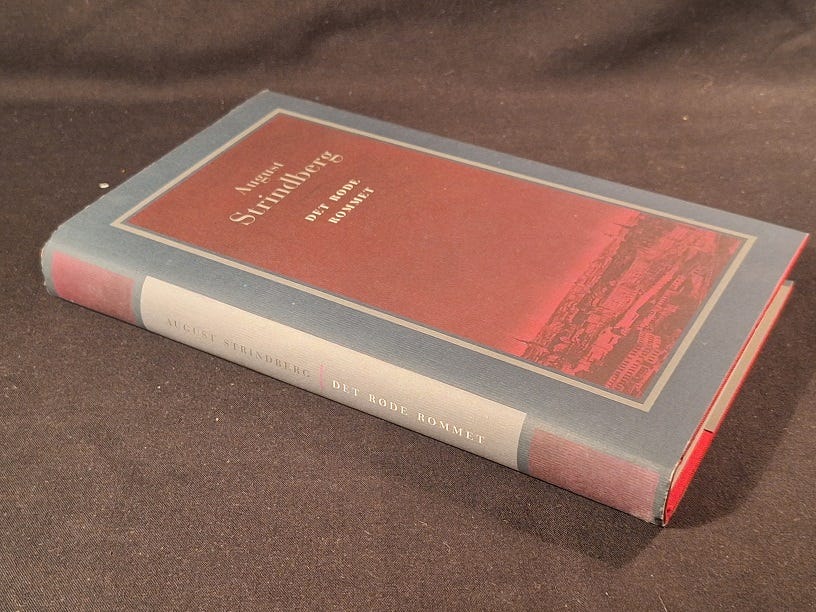 August
Strindberg
DET RØDE
ROMMET
AUGUST STRINDBERG | DET RØDE ROMMET